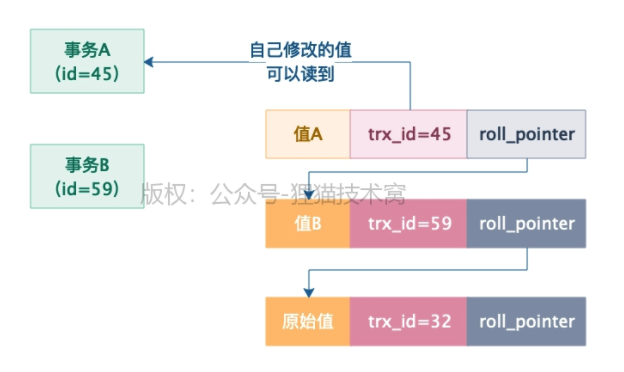 事务A
(id=45)
自己修改的值
可以读到
值A
trx_id=45
roll_pointer
事务B
(id=59)
版权：公众号-狸猫技术窝
值B
trx_id=59
roll_pointer
原始值
trx_id=32
roll_pointer